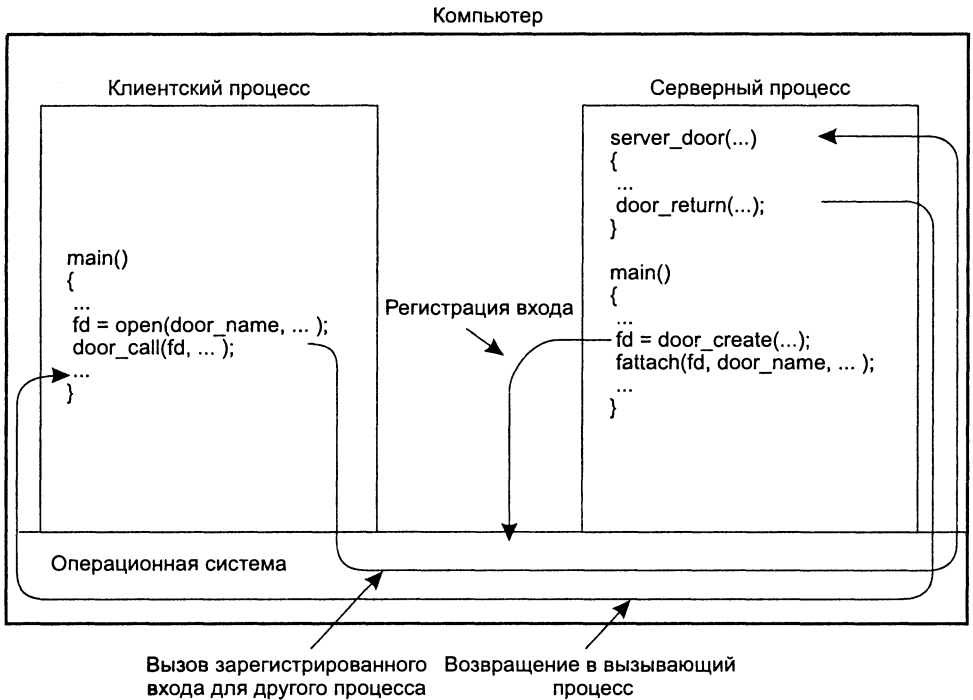 Компьютер
Клиентский процесс
main()
{
...
fd = open(door_name, ... );
door_call(fd, ... );
...
}
Регистрация входа
Серверный процесс
server_door(...)
{
...
door_return(...);
}
main()
{
...
fd = door_create(...);
fattach(fd, door_name, ... );
...
}
Операционная система
Вызов зарегистрированного
входа для другого процесса
Возвращение в вызывающий
процесс